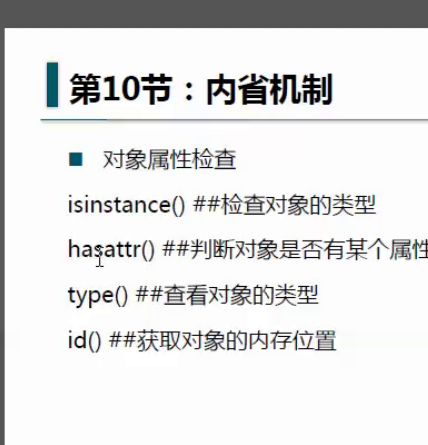 第10节：内省机制
对象属性检查
isinstance() ##检查对象的类型
hasattr() ##判断对象是否有某个属性
type() ##查看对象的类型
id() ##获取对象的内存位置